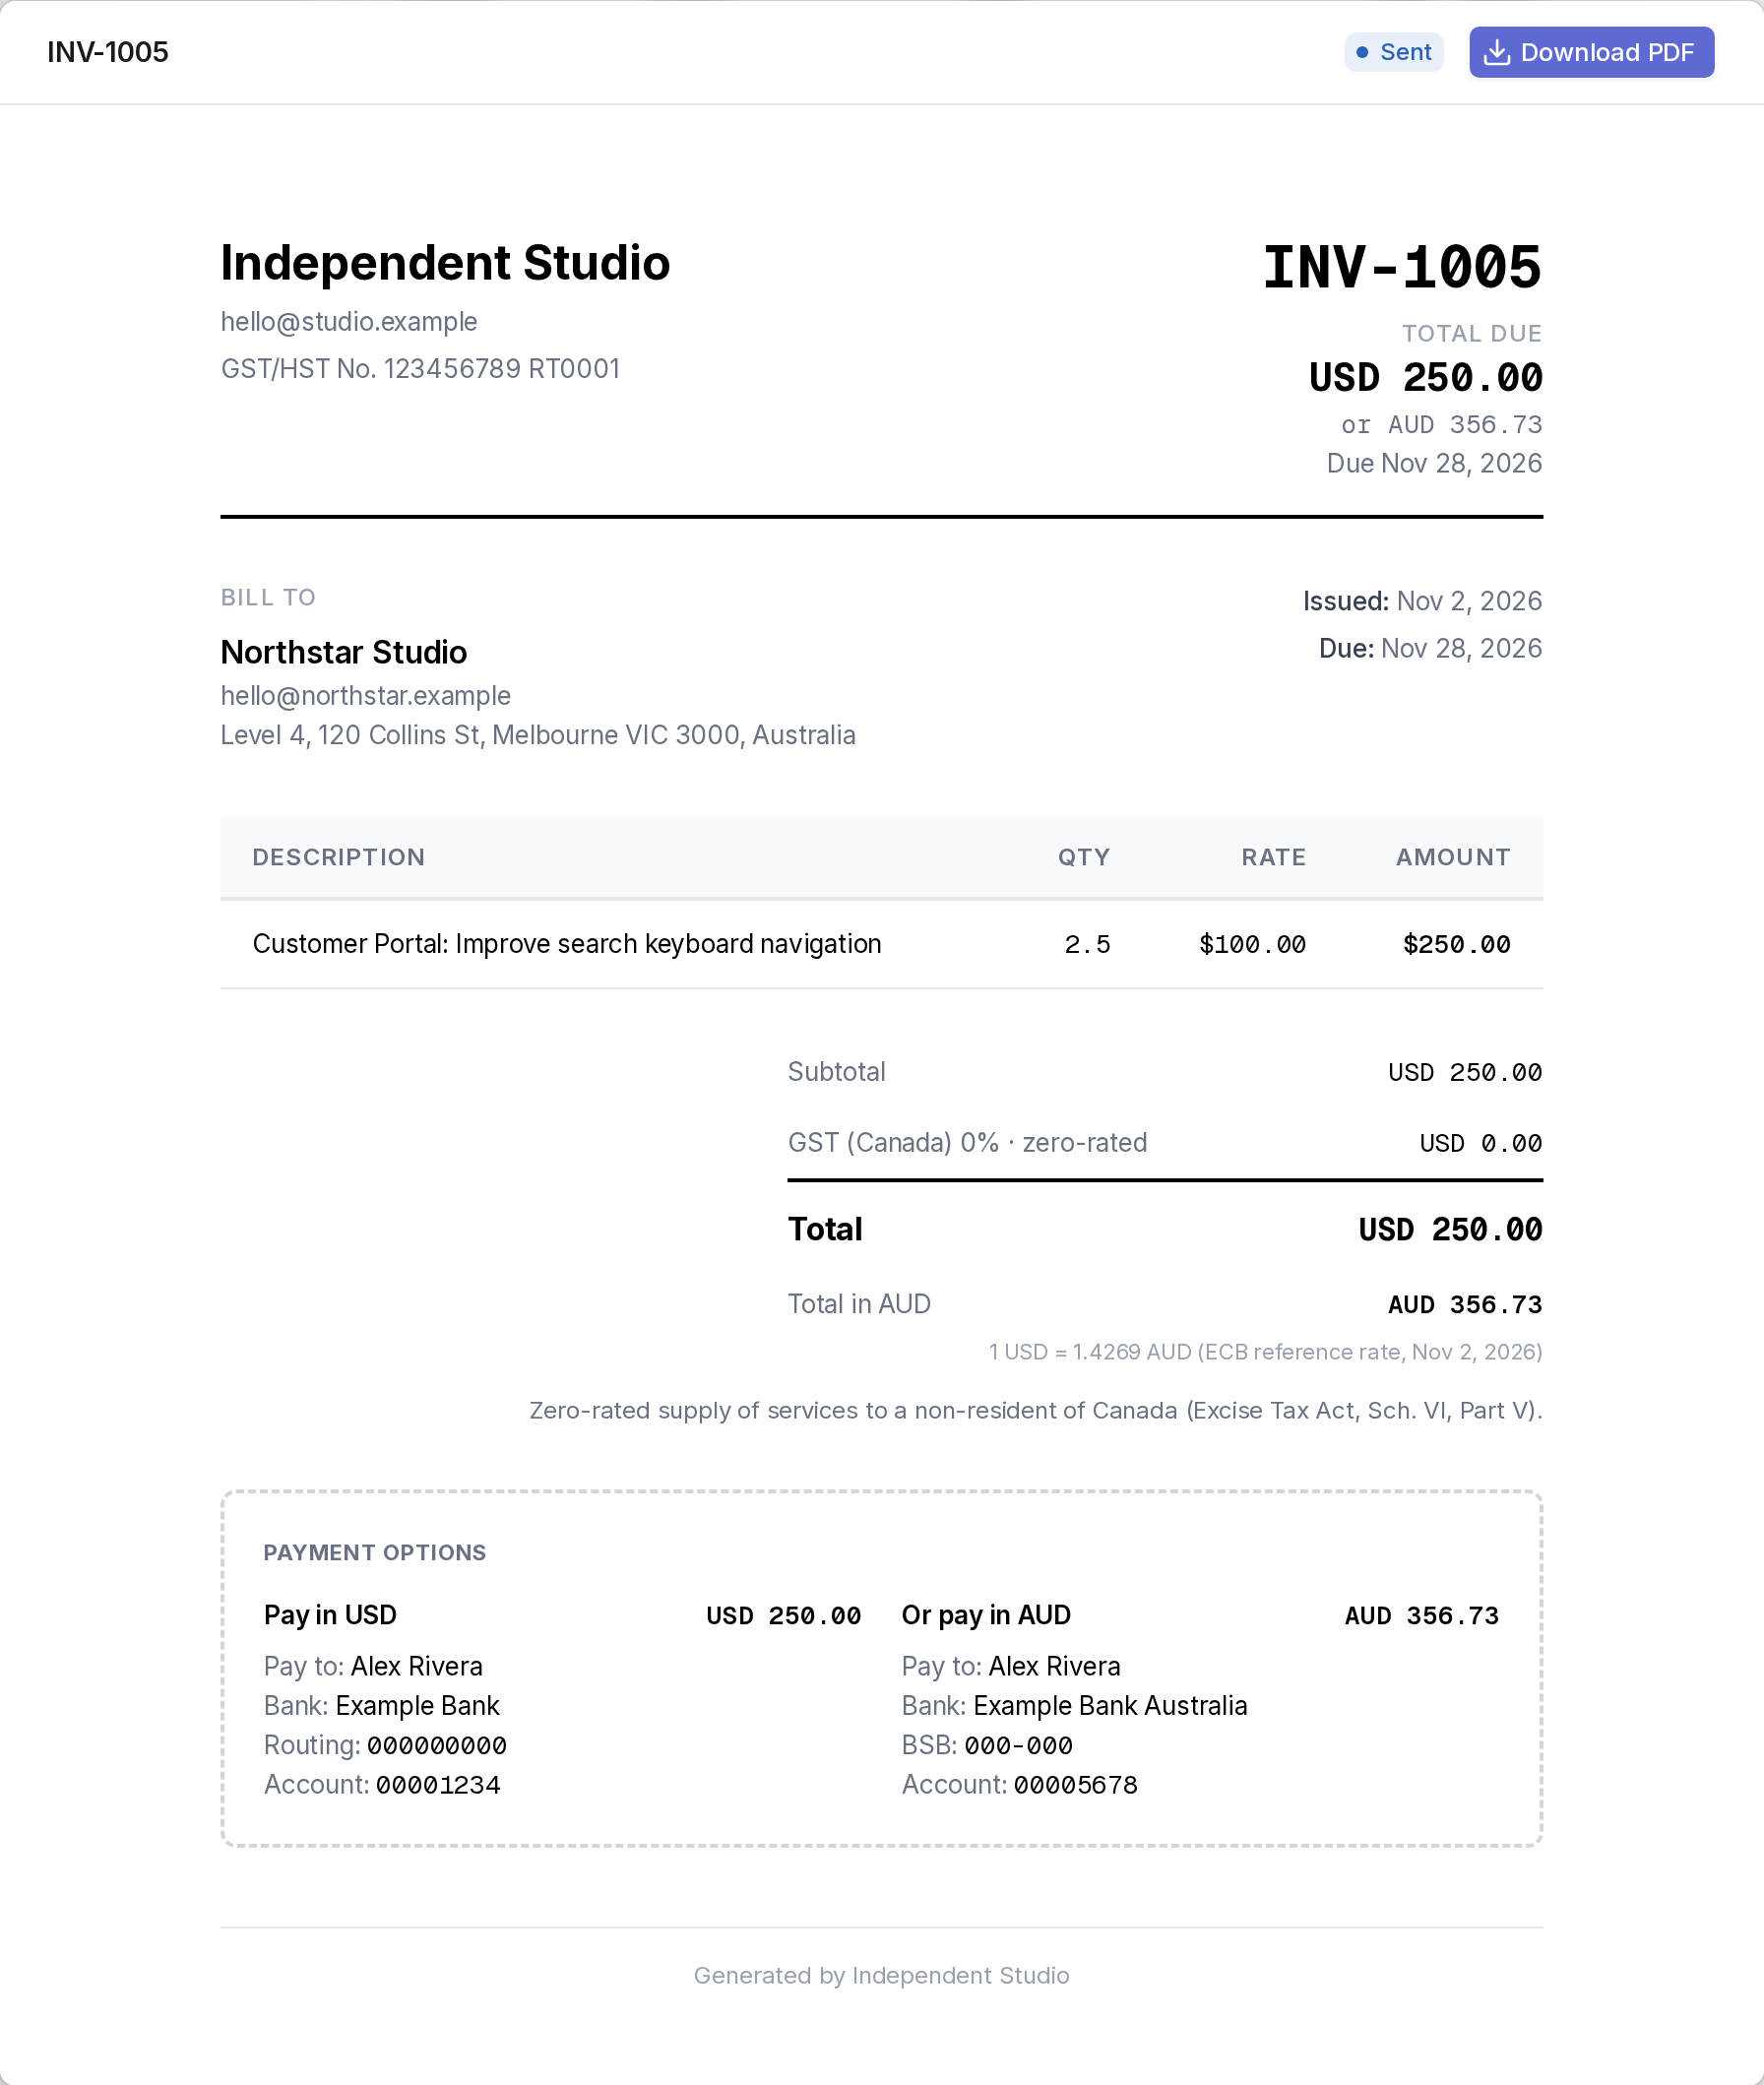 INV-1005
Sent
Download PDF
Independent Studio
hello@studio.example
GST/HST No. 123456789 RT0001
INV-1005
TOTAL DUE
USD 250.00
or AUD 356.73
Due Nov 28, 2026
BILL TO
Northstar Studio
hello@northstar.example
Level 4, 120 Collins St, Melbourne VIC 3000, Australia
Issued: Nov 2, 2026
Due: Nov 28, 2026
DESCRIPTION QTY RATE AMOUNT
Customer Portal: Improve search keyboard navigation 2.5 $100.00 $250.00
Subtotal USD 250.00
GST (Canada) 0% · zero-rated USD 0.00
Total USD 250.00
Total in AUD AUD 356.73
1 USD = 1.4269 AUD (ECB reference rate, Nov 2, 2026)
Zero-rated supply of services to a non-resident of Canada (Excise Tax Act, Sch. VI, Part V).
PAYMENT OPTIONS
Pay in USD USD 250.00
Pay to: Alex Rivera
Bank: Example Bank
Routing: 000000000
Account: 00001234
Or pay in AUD AUD 356.73
Pay to: Alex Rivera
Bank: Example Bank Australia
BSB: 000-000
Account: 00005678
Generated by Independent Studio